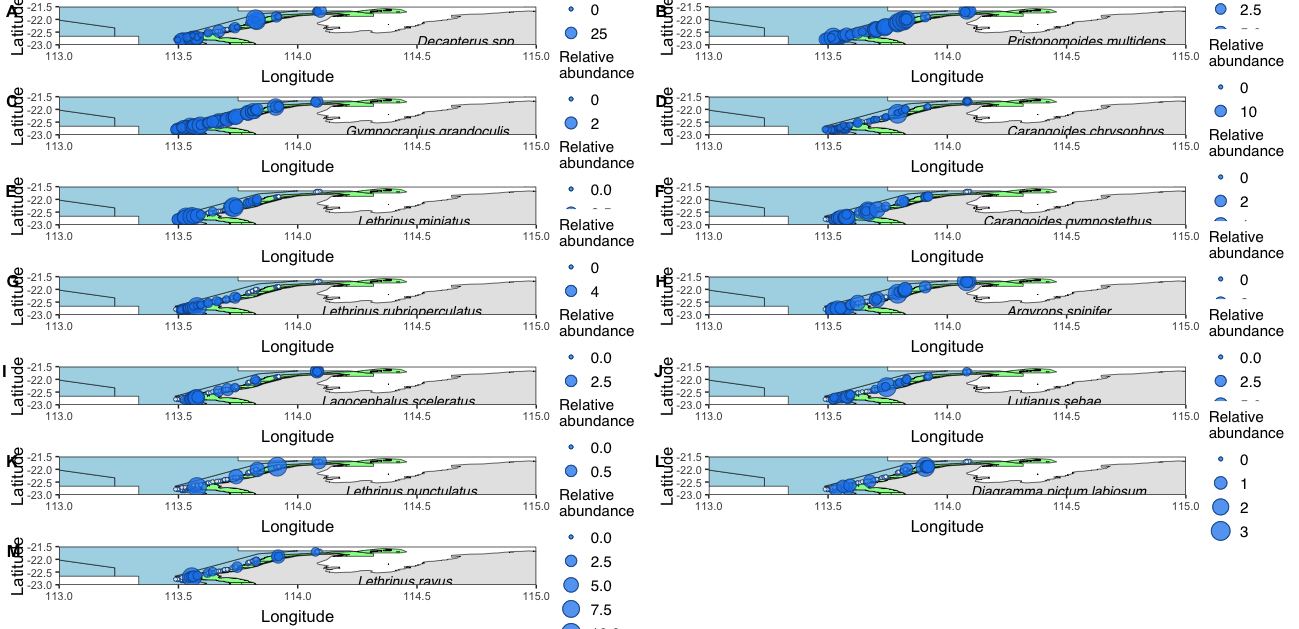 A
Latitude
-21.5
-22.0
-22.5
-23.0
Decapterus spp
113.0 113.5 114.0 114.5 115.0
Longitude
0
25
B
Latitude
-21.5
-22.0
-22.5
-23.0
Pristopomoides multidens
113.0 113.5 114.0 114.5 115.0
Longitude
2.5
C
Latitude
-21.5
-22.0
-22.5
-23.0
Gymnocranius grandoculis
113.0 113.5 114.0 114.5 115.0
Longitude
Relative
abundance
0
2
D
Latitude
-21.5
-22.0
-22.5
-23.0
Carangoides chrysophrys
113.0 113.5 114.0 114.5 115.0
Longitude
Relative
abundance
0
10
E
Latitude
-21.5
-22.0
-22.5
-23.0
Lethrinus miniatus
113.0 113.5 114.0 114.5 115.0
Longitude
Relative
abundance
0.0
F
Latitude
-21.5
-22.0
-22.5
-23.0
Carangoides gymnostethus
113.0 113.5 114.0 114.5 115.0
Longitude
Relative
abundance
0
2
G
Latitude
-21.5
-22.0
-22.5
-23.0
Lethrinus rubrioperculatus
113.0 113.5 114.0 114.5 115.0
Longitude
Relative
abundance
0
4
H
Latitude
-21.5
-22.0
-22.5
-23.0
Argyrops spinifer
113.0 113.5 114.0 114.5 115.0
Longitude
Relative
abundance
0
I
Latitude
-21.5
-22.0
-22.5
-23.0
Lagocephalus sceleratus
113.0 113.5 114.0 114.5 115.0
Longitude
Relative
abundance
0.0
2.5
J
Latitude
-21.5
-22.0
-22.5
-23.0
Lutjanus sebae
113.0 113.5 114.0 114.5 115.0
Longitude
Relative
abundance
0.0
2.5
K
Latitude
-21.5
-22.0
-22.5
-23.0
Lethrinus punctulatus
113.0 113.5 114.0 114.5 115.0
Longitude
Relative
abundance
0.0
0.5
L
Latitude
-21.5
-22.0
-22.5
-23.0
Diagramma pictum labiosum
113.0 113.5 114.0 114.5 115.0
Longitude
Relative
abundance
0
1
2
3
M
Latitude
-21.5
-22.0
-22.5
-23.0
Lethrinus ravus
113.0 113.5 114.0 114.5 115.0
Longitude
Relative
abundance
0.0
2.5
5.0
7.5